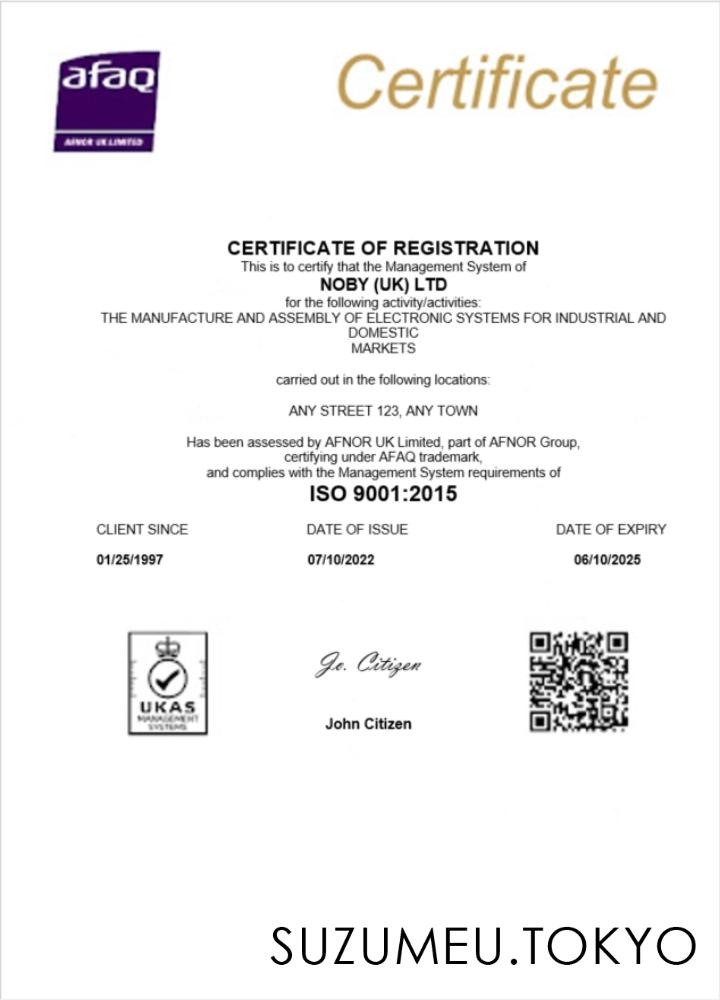 afaq
AFNOR UK LIMITED
Certificate
CERTIFICATE OF REGISTRATION
This is to certify that the Management System of
NOBY (UK) LTD
for the following activity/activities:
THE MANUFACTURE AND ASSEMBLY OF ELECTRONIC SYSTEMS FOR INDUSTRIAL AND
DOMESTIC
MARKETS
carried out in the following locations:
ANY STREET 123, ANY TOWN
Has been assessed by AFNOR UK Limited, part of AFNOR Group,
certifying under AFAQ trademark,
and complies with the Management System requirements of
ISO 9001:2015
CLIENT SINCE DATE OF ISSUE DATE OF EXPIRY
01/25/1997 07/10/2022 06/10/2025
UKAS
MANAGEMENT
SYSTEMS
Jo. Citizen
John Citizen
SUZUMEU.TOKYO